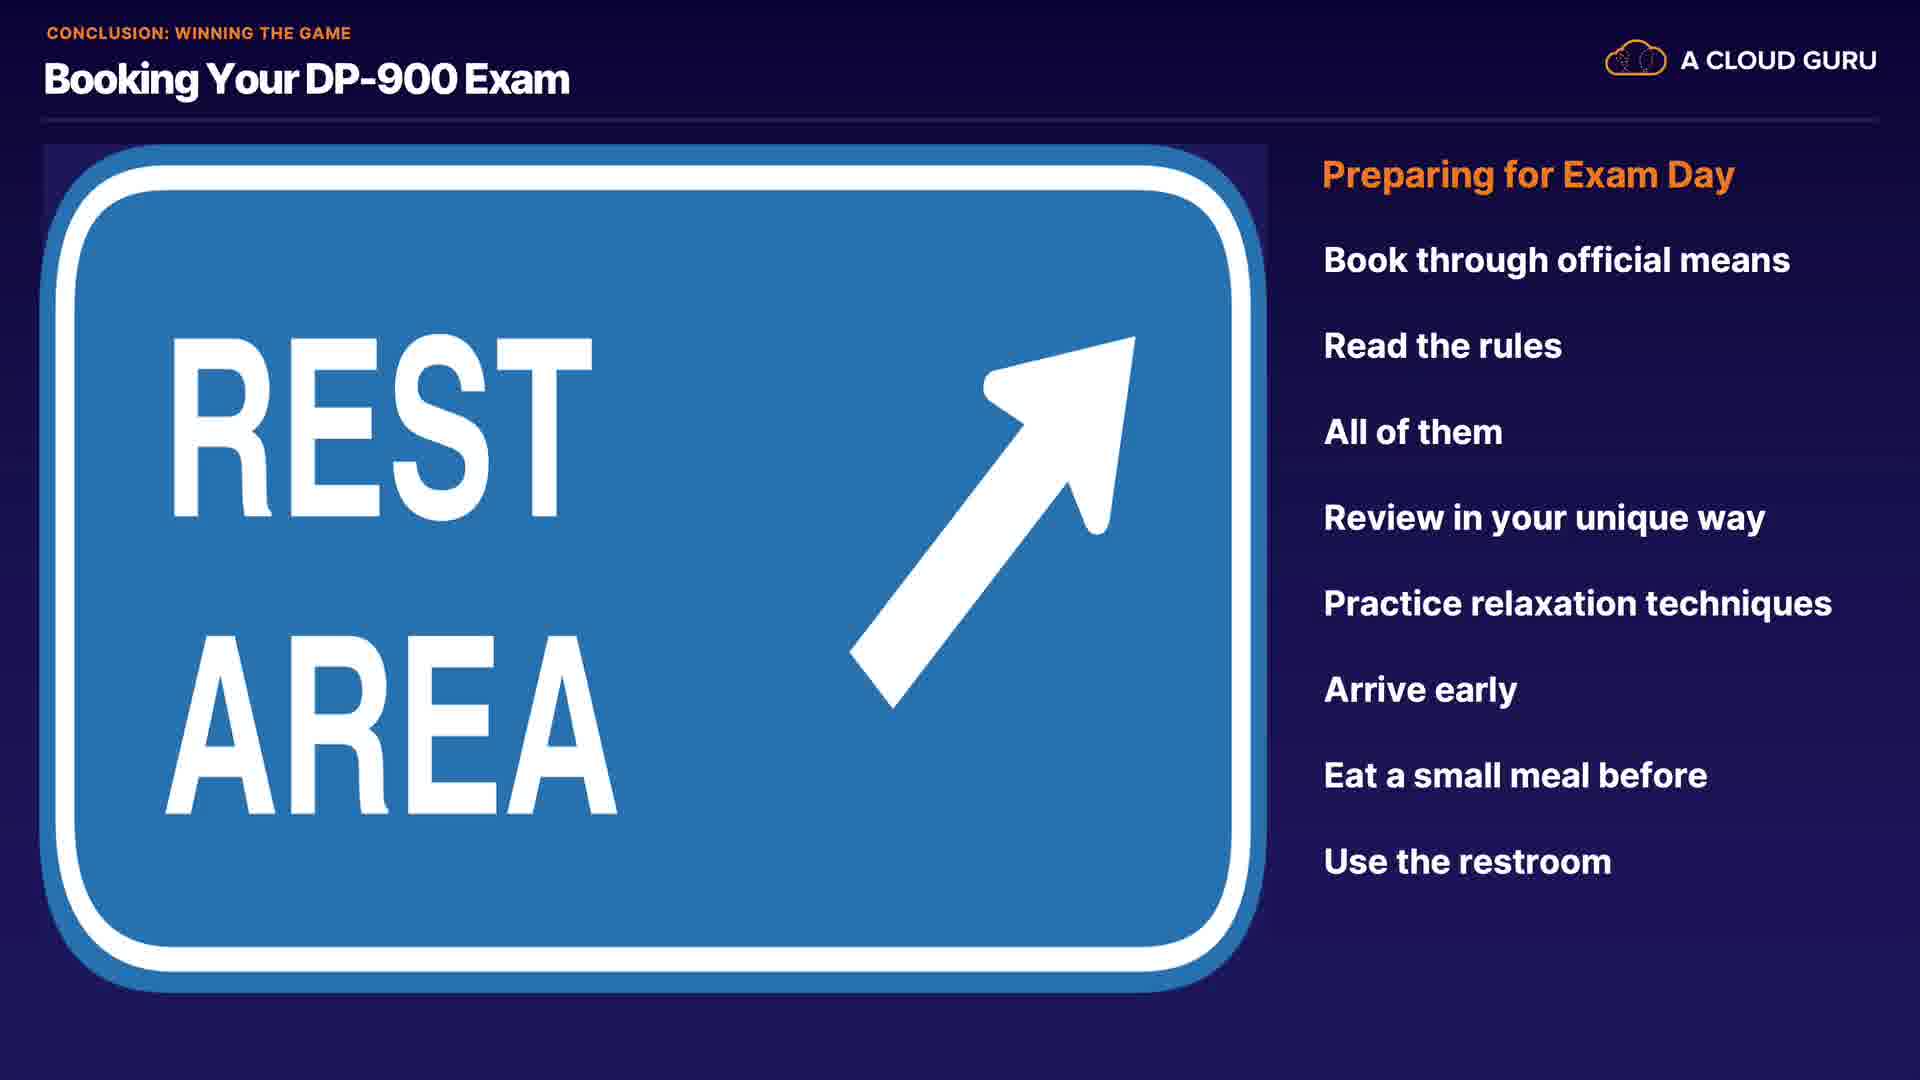 CONCLUSION: WINNING THE GAME
Booking Your DP-900 Exam
A CLOUD GURU
REST
AREA
Preparing for Exam Day
Book through official means
Read the rules
All of them
Review in your unique way
Practice relaxation techniques
Arrive early
Eat a small meal before
Use the restroom